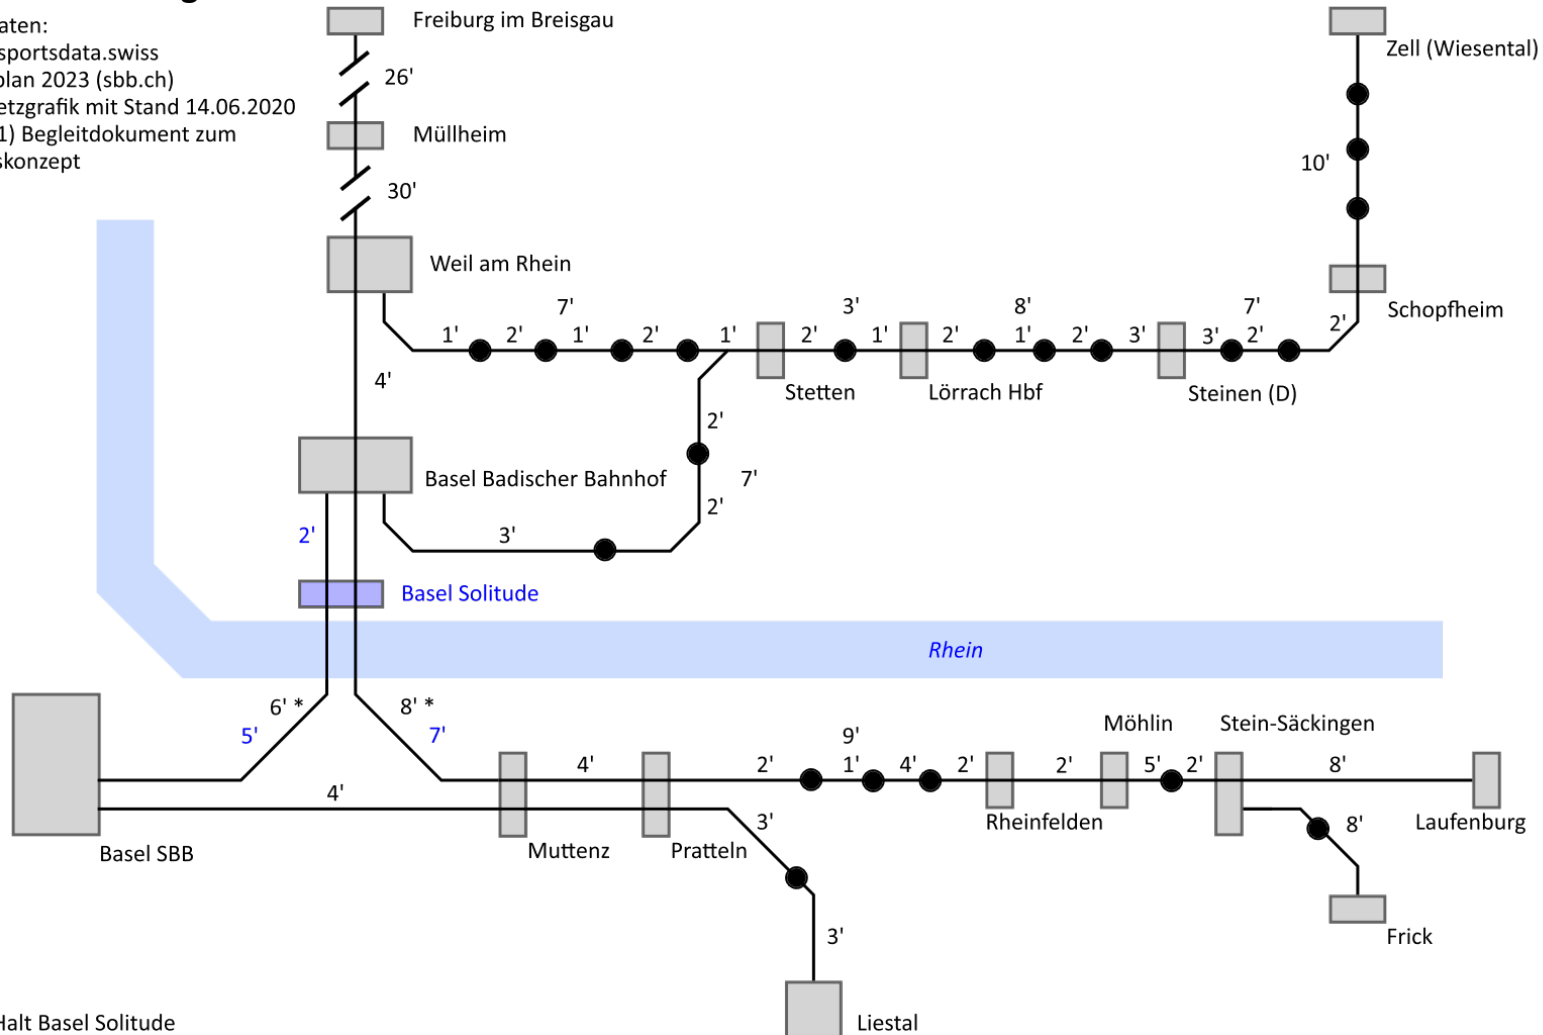 Freiburg im Breisgau
Zell (Wiesental)
aten:
sportsdata.swiss
plan 2023 (sbb.ch)
etzgrafik mit Stand 14.06.2020
1) Begleitdokument zum
skonzept
26'
Müllheim
10'
30'
Weil am Rhein
Schopfheim
7'
3'
8'
7'
1'
2'
1'
2'
1'
2'
1'
2'
1'
2'
3'
3'
2'
2'
Stetten
Lörrach Hbf
Steinen (D)
4'
2'
Basel Badischer Bahnhof
7'
2'
2'
3'
Basel Solitude
Rhein
6' *
8' *
5'
7'
Möhlin
Stein-Säckingen
9'
4'
2'
1'
4'
2'
2'
5'
2'
8'
4'
3'
Rheinfelden
8'
Laufenburg
Basel SBB
Muttenz
Pratteln
3'
Frick
Halt Basel Solitude
Liestal